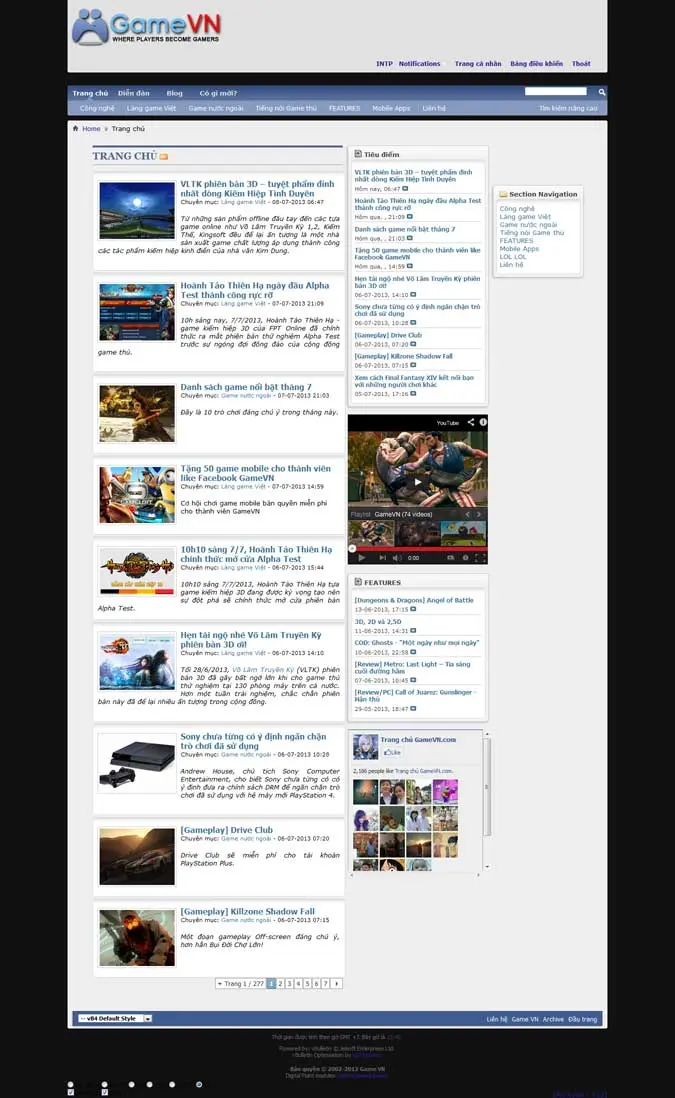 GameVN
WHERE PLAYERS BECOME GAMERS
INTP Notifications Trang cá nhân Bảng điều khiển Thoát
Trang chủ Diễn đàn Blog Có gì mới?
Công nghệ Làng game Việt Game nước ngoài Tiếng nói Game thủ FEATURES Mobile Apps Liên hệ Tìm kiếm nâng cao
Home Trang chủ
TRANG CHỦ
VLTK phiên bản 3D – tuyệt phẩm đỉnh
nhất dòng Kiếm Hiệp Tình Duyên
Chuyên mục: Làng game Việt - 08-07-2013 06:47
Từ những sản phẩm offline đầu tay đến các tựa
game online như Võ Lâm Truyền Kỳ 1,2, Kiếm
Thế, Kingsoft đều để lại ấn tượng là một nhà
sản xuất game chất lượng áp dụng thành công
các tác phẩm kiếm hiệp kinh điển của nhà văn Kim Dung.
Hoành Tảo Thiên Hạ ngày đầu Alpha
Test thành công rực rỡ
Chuyên mục: Làng game Việt - 07-07-2013 21:09
10h sáng nay, 7/7/2013, Hoành Tảo Thiên Hạ -
game kiếm hiệp 3D của FPT Online đã chính
thức ra mắt phiên bản thử nghiệm Alpha Test
trước sự ngóng đợi đông đảo của cộng đồng
game thủ.
Danh sách game nổi bật tháng 7
Chuyên mục: Game nước ngoài - 07-07-2013 21:03
Đây là 10 trò chơi đáng chú ý trong tháng này.
Tặng 50 game mobile cho thành viên
like Facebook GameVN
Chuyên mục: Làng game Việt - 07-07-2013 14:59
Cơ hội chơi game mobile bản quyền miễn phí
cho thành viên GameVN
10h10 sáng 7/7, Hoành Tảo Thiên Hạ
chính thức mở cửa Alpha Test
Chuyên mục: Làng game Việt - 06-07-2013 15:44
10h10 sáng 7/7/2013, Hoành Tảo Thiên Hạ tựa
game kiếm hiệp 3D đang được kỳ vọng tạo nên
sự đột phá sẽ chính thức mở cửa phiên bản
Alpha Test.
Hẹn tái ngộ nhé Võ Lâm Truyền Kỳ
phiên bản 3D ơi!
Chuyên mục: Làng game Việt - 06-07-2013 14:10
Tối 28/6/2013, Võ Lâm Truyền Kỳ (VLTK) phiên
bản 3D đã gây bất ngờ lớn khi cho game thủ
thử nghiệm tại 130 phòng máy trên cả nước.
Hơn một tuần trải nghiệm, chắc chắn phiên
bản này đã để lại nhiều ấn tượng trong cộng đồng.
Sony chưa từng có ý định ngăn chặn
trò chơi đã sử dụng
Chuyên mục: Game nước ngoài - 06-07-2013 10:28
Andrew House, chủ tịch Sony Computer
Entertainment, cho biết Sony chưa từng có có
ý định đưa ra chính sách DRM để ngăn chặn trò
chơi đã sử dụng với hệ máy mới PlayStation 4.
[Gameplay] Drive Club
Chuyên mục: Game nước ngoài - 06-07-2013 07:20
Drive Club sẽ miễn phí cho tài khoản
PlayStation Plus.
[Gameplay] Killzone Shadow Fall
Chuyên mục: Game nước ngoài - 06-07-2013 07:15
Một đoạn gameplay Off-screen đáng chú ý,
hơn hẳn Bụi Đời Chợ Lớn!
Trang 1 / 277 1 2 3 4 5 6 7
Tiêu điểm
VLTK phiên bản 3D – tuyệt phẩm đỉnh
nhất dòng Kiếm Hiệp Tình Duyên
Hôm nay, 06:47
Hoành Tảo Thiên Hạ ngày đầu Alpha Test
thành công rực rỡ
Hôm qua, , 21:09
Danh sách game nổi bật tháng 7
Hôm qua, , 21:03
Tặng 50 game mobile cho thành viên like
Facebook GameVN
Hôm qua, , 14:59
Hẹn tái ngộ nhé Võ Lâm Truyền Kỳ phiên
bản 3D ơi!
06-07-2013, 14:10
Sony chưa từng có ý định ngăn chặn trò
chơi đã sử dụng
06-07-2013, 10:28
[Gameplay] Drive Club
06-07-2013, 07:20
[Gameplay] Killzone Shadow Fall
06-07-2013, 07:15
Xem cách Final Fantasy XIV kết nối bạn
với những người chơi khác
05-07-2013, 17:16
YouTube
Playlist GameVN (74 videos)
0:00
FEATURES
[Dungeons & Dragons] Angel of Battle
13-06-2013, 17:15
3D, 2D và 2,5D
11-06-2013, 14:31
COD: Ghosts - "Một ngày như mọi ngày"
10-06-2013, 22:58
[Review] Metro: Last Light – Tia sáng
cuối đường hầm
07-06-2013, 10:45
[Review/PC] Call of Juarez: Gunslinger -
Hận thù
29-05-2013, 18:47
Trang chủ GameVN.com
Like
2,186 people like Trang chủ GameVN.com.
Section Navigation
Công nghệ
Làng game Việt
Game nước ngoài
Tiếng nói Game thủ
FEATURES
Mobile Apps
LOL LOL
Liên hệ
-- vB4 Default Style
Liên hệ Game VN Archive Đầu trang
Thời gian được tính theo giờ GMT +7. Bây giờ là
Powered by: vBulletin © Jelsoft Enterprises Ltd.
vBulletin Optimisation by
Bản quyền © 2002-2013 Game VN
Digital Point modules: